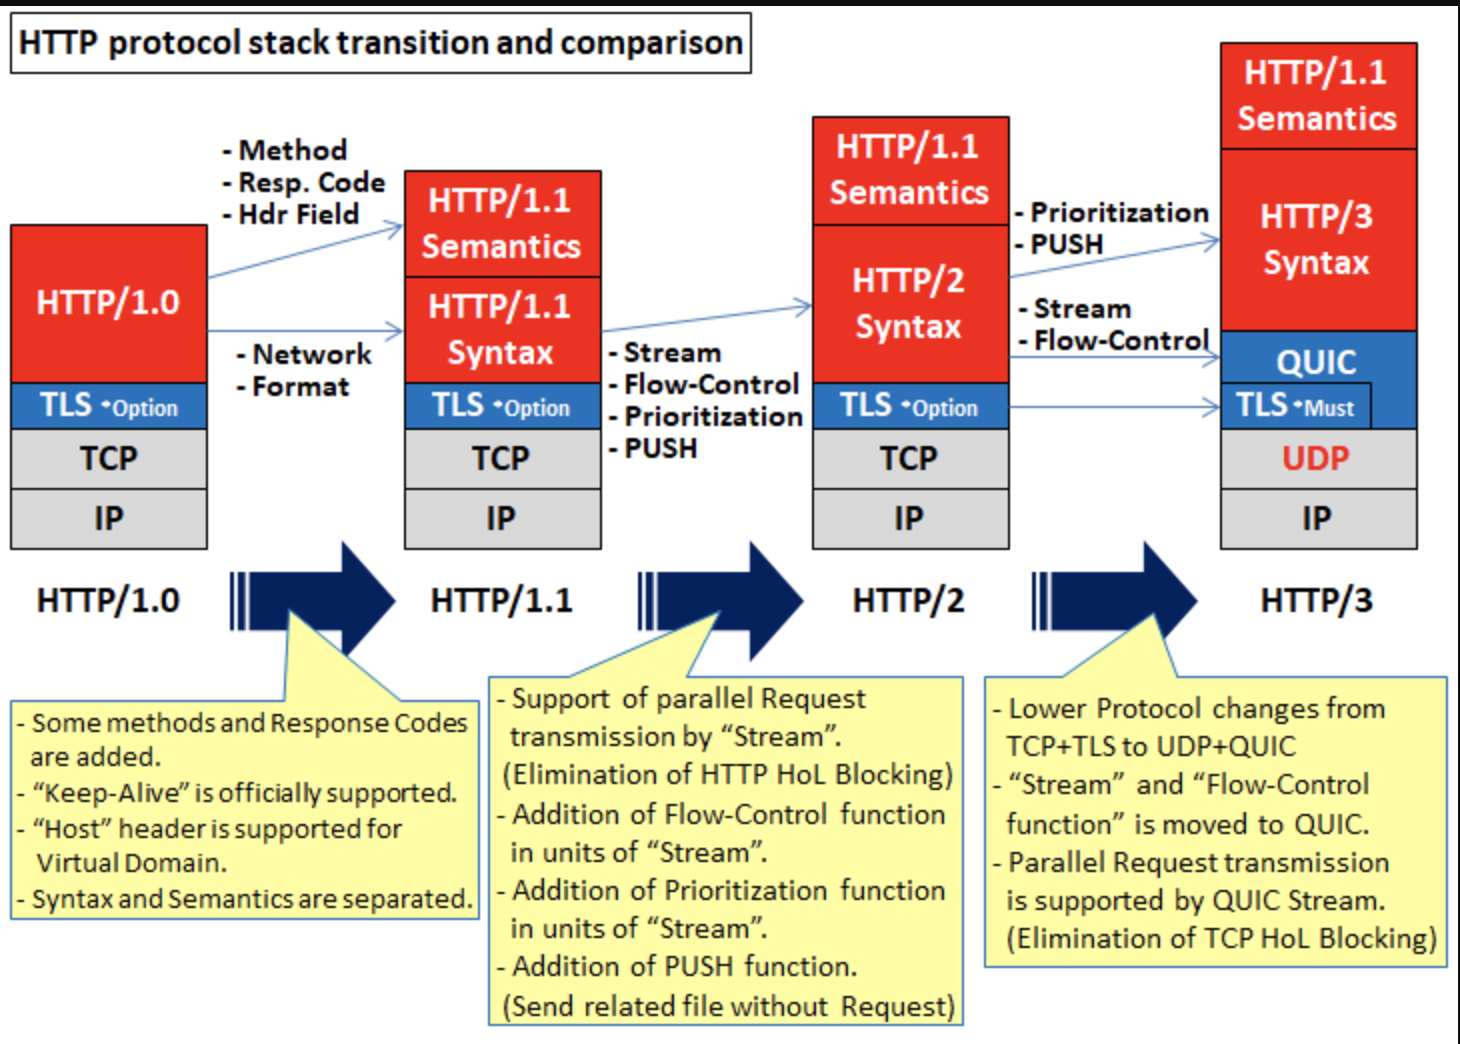 HTTP protocol stack transition and comparison
HTTP/1.0
TLS *Option
TCP
IP
HTTP/1.0
- Method
- Resp. Code
- Hdr Field
- Network
- Format
HTTP/1.1
Semantics
HTTP/1.1
Syntax
TLS *Option
TCP
IP
HTTP/1.1
- Stream
- Flow-Control
- Prioritization
- PUSH
HTTP/1.1
Semantics
HTTP/2
Syntax
TLS *Option
TCP
IP
HTTP/2
- Prioritization
- PUSH
- Stream
- Flow-Control
HTTP/1.1
Semantics
HTTP/3
Syntax
QUIC
TLS *Must
UDP
IP
HTTP/3
- Some methods and Response Codes
are added.
- “Keep-Alive” is officially supported.
- “Host” header is supported for
Virtual Domain.
- Syntax and Semantics are separated.
- Support of parallel Request
transmission by “Stream”.
(Elimination of HTTP HoL Blocking)
- Addition of Flow-Control function
in units of “Stream”.
- Addition of Prioritization function
in units of “Stream”.
- Addition of PUSH function.
(Send related file without Request)
- Lower Protocol changes from
TCP+TLS to UDP+QUIC
- “Stream” and “Flow-Control
function” is moved to QUIC.
- Parallel Request transmission
is supported by QUIC Stream.
(Elimination of TCP HoL Blocking)